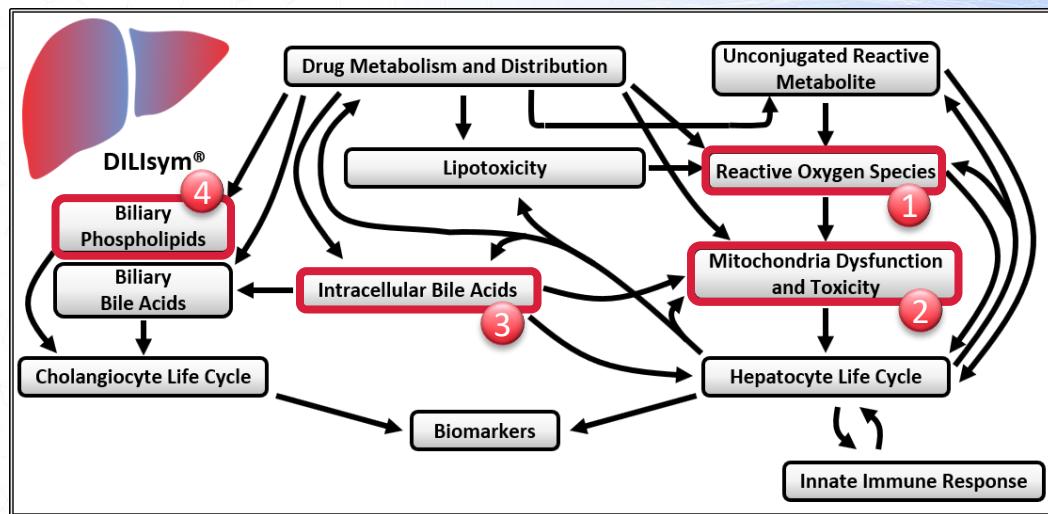 Drug Metabolism and Distribution
Unconjugated Reactive
Metabolite
DILIsym®
Lipotoxicity
Reactive Oxygen Species
1
4
Biliary
Phospholipids
Biliary
Bile Acids
Intracellular Bile Acids
3
Mitochondria Dysfunction
and Toxicity
2
Cholangiocyte Life Cycle
Hepatocyte Life Cycle
Biomarkers
Innate Immune Response